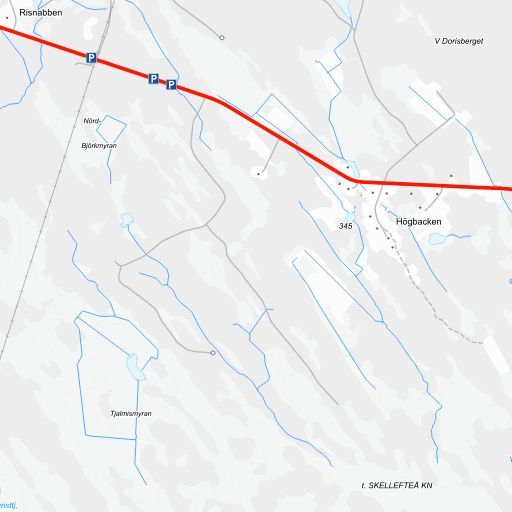 Risnabben
V Dorisberget
P
P
P
Nörd-
Björkmyran
Högbacken
345
Tjalmismyran
t. SKELLEFTEÅ KN